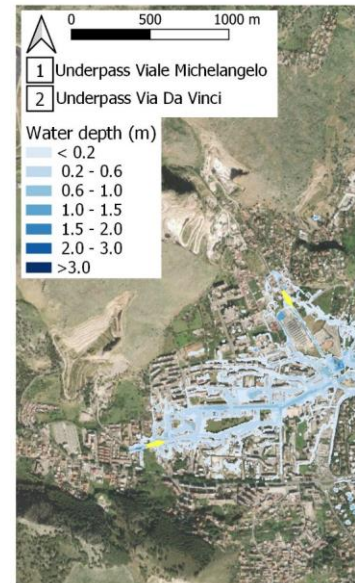 0 500 1000 m
1 Underpass Viale Michelangelo
2 Underpass Via Da Vinci
Water depth (m)
< 0.2
0.2 - 0.6
0.6 - 1.0
1.0 - 1.5
1.5 - 2.0
2.0 - 3.0
>3.0